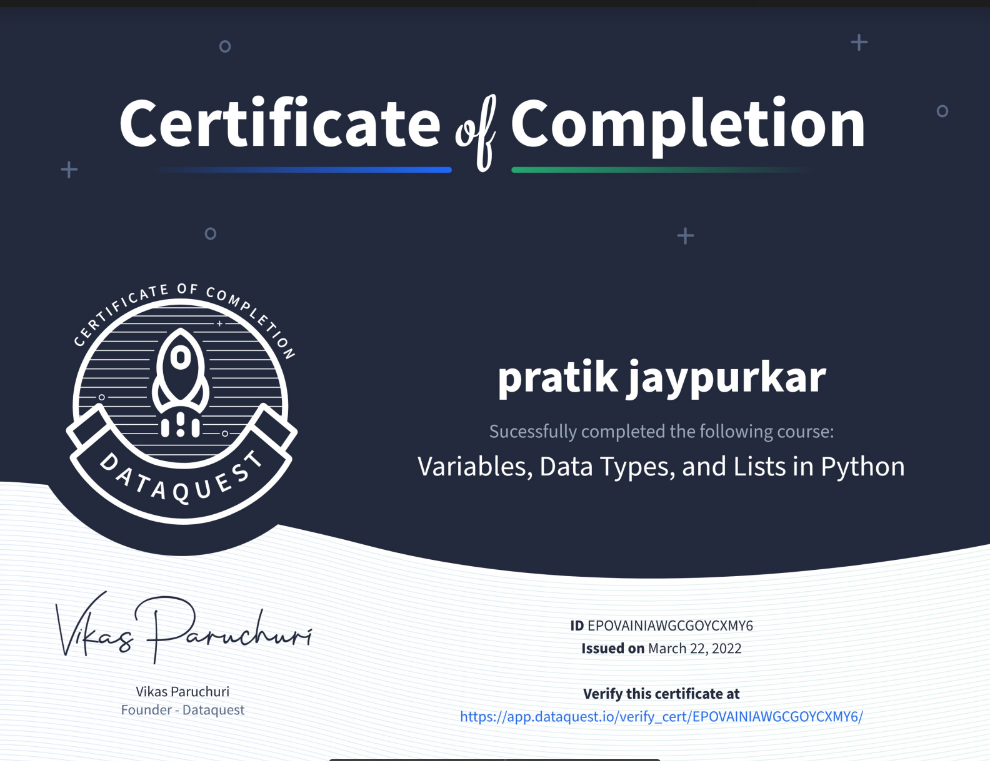 Certificate of Completion
CERTIFICATE OF COMPLETION
DATAQUEST
pratik jaypurkar
Sucessfully completed the following course:
Variables, Data Types, and Lists in Python
Vikas Paruchuri
Vikas Paruchuri
Founder - Dataquest
ID EPOVAINIAWGCGOYCXMY6
Issued on March 22, 2022
Verify this certificate at
https://app.dataquest.io/verify_cert/EPOVAINIAWGCGOYCXMY6/